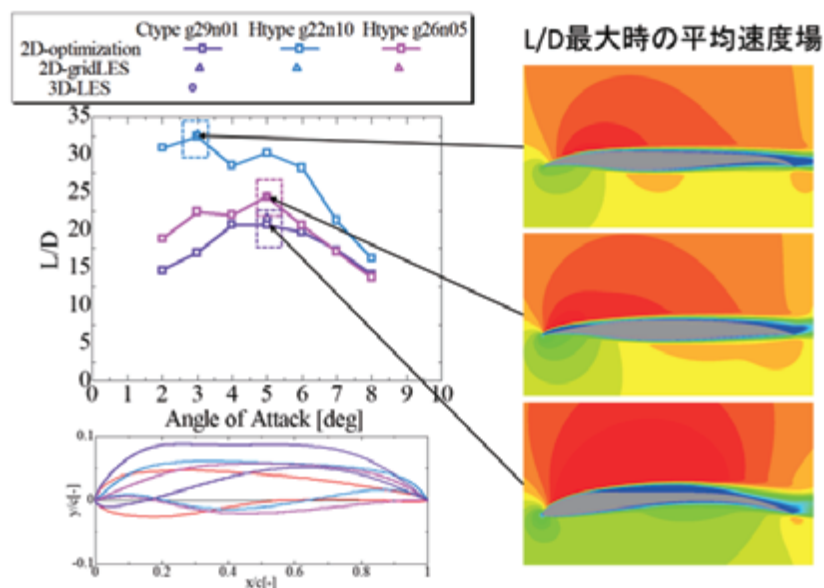 Ctype g29n01 Htype g22n10 Htype g26n05
2D-optimization
2D-gridLES
3D-LES
L/D最大時の平均速度場
35
30
25
20
15
10
5
0
L/D
0 1 2 3 4 5 6 7 8 9 10
Angle of Attack [deg]
0.1
0
-0.1
y/c[-]
0 0.2 0.4 0.6 0.8 1
x/c[-]